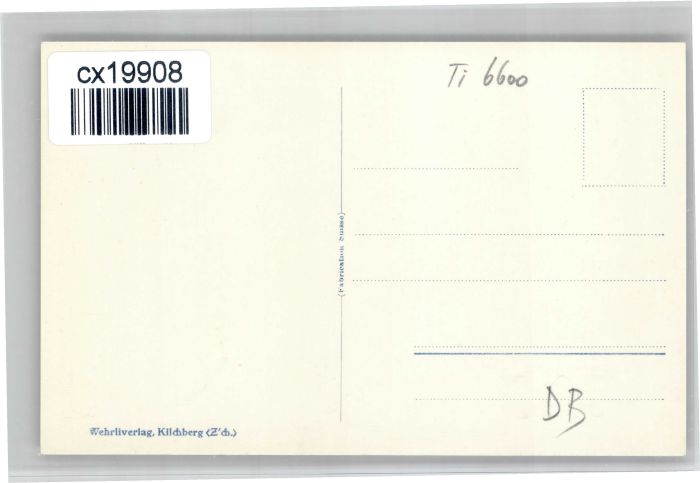 cx19908
Ti 6600
(Fabrication Suisse)
DB
Wehrliverlag, Kilchberg (Z'ch.)